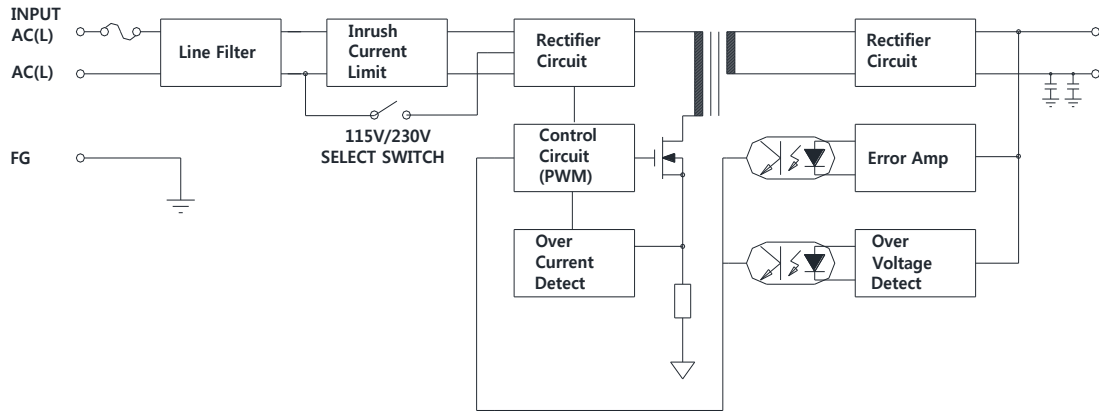 INPUT
AC(L)
Line Filter
Inrush
Current
Limit
Rectifier
Circuit
Rectifier
Circuit
AC(L)
115V/230V
SELECT SWITCH
Control
Circuit
(PWM)
Error Amp
FG
Over
Current
Detect
Over
Voltage
Detect